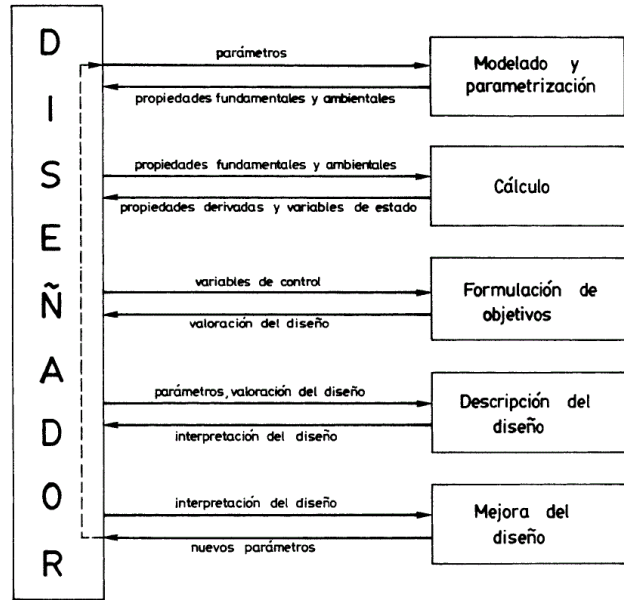 DISEÑADOR
parámetros
Modelado y
parametrización
propiedades fundamentales y ambientales
propiedades fundamentales y ambientales
Cálculo
propiedades derivadas y variables de estado
variables de control
Formulación de
objetivos
valoración del diseño
parámetros, valoración del diseño
Descripción del
diseño
interpretación del diseño
interpretación del diseño
Mejora del
diseño
nuevos parámetros